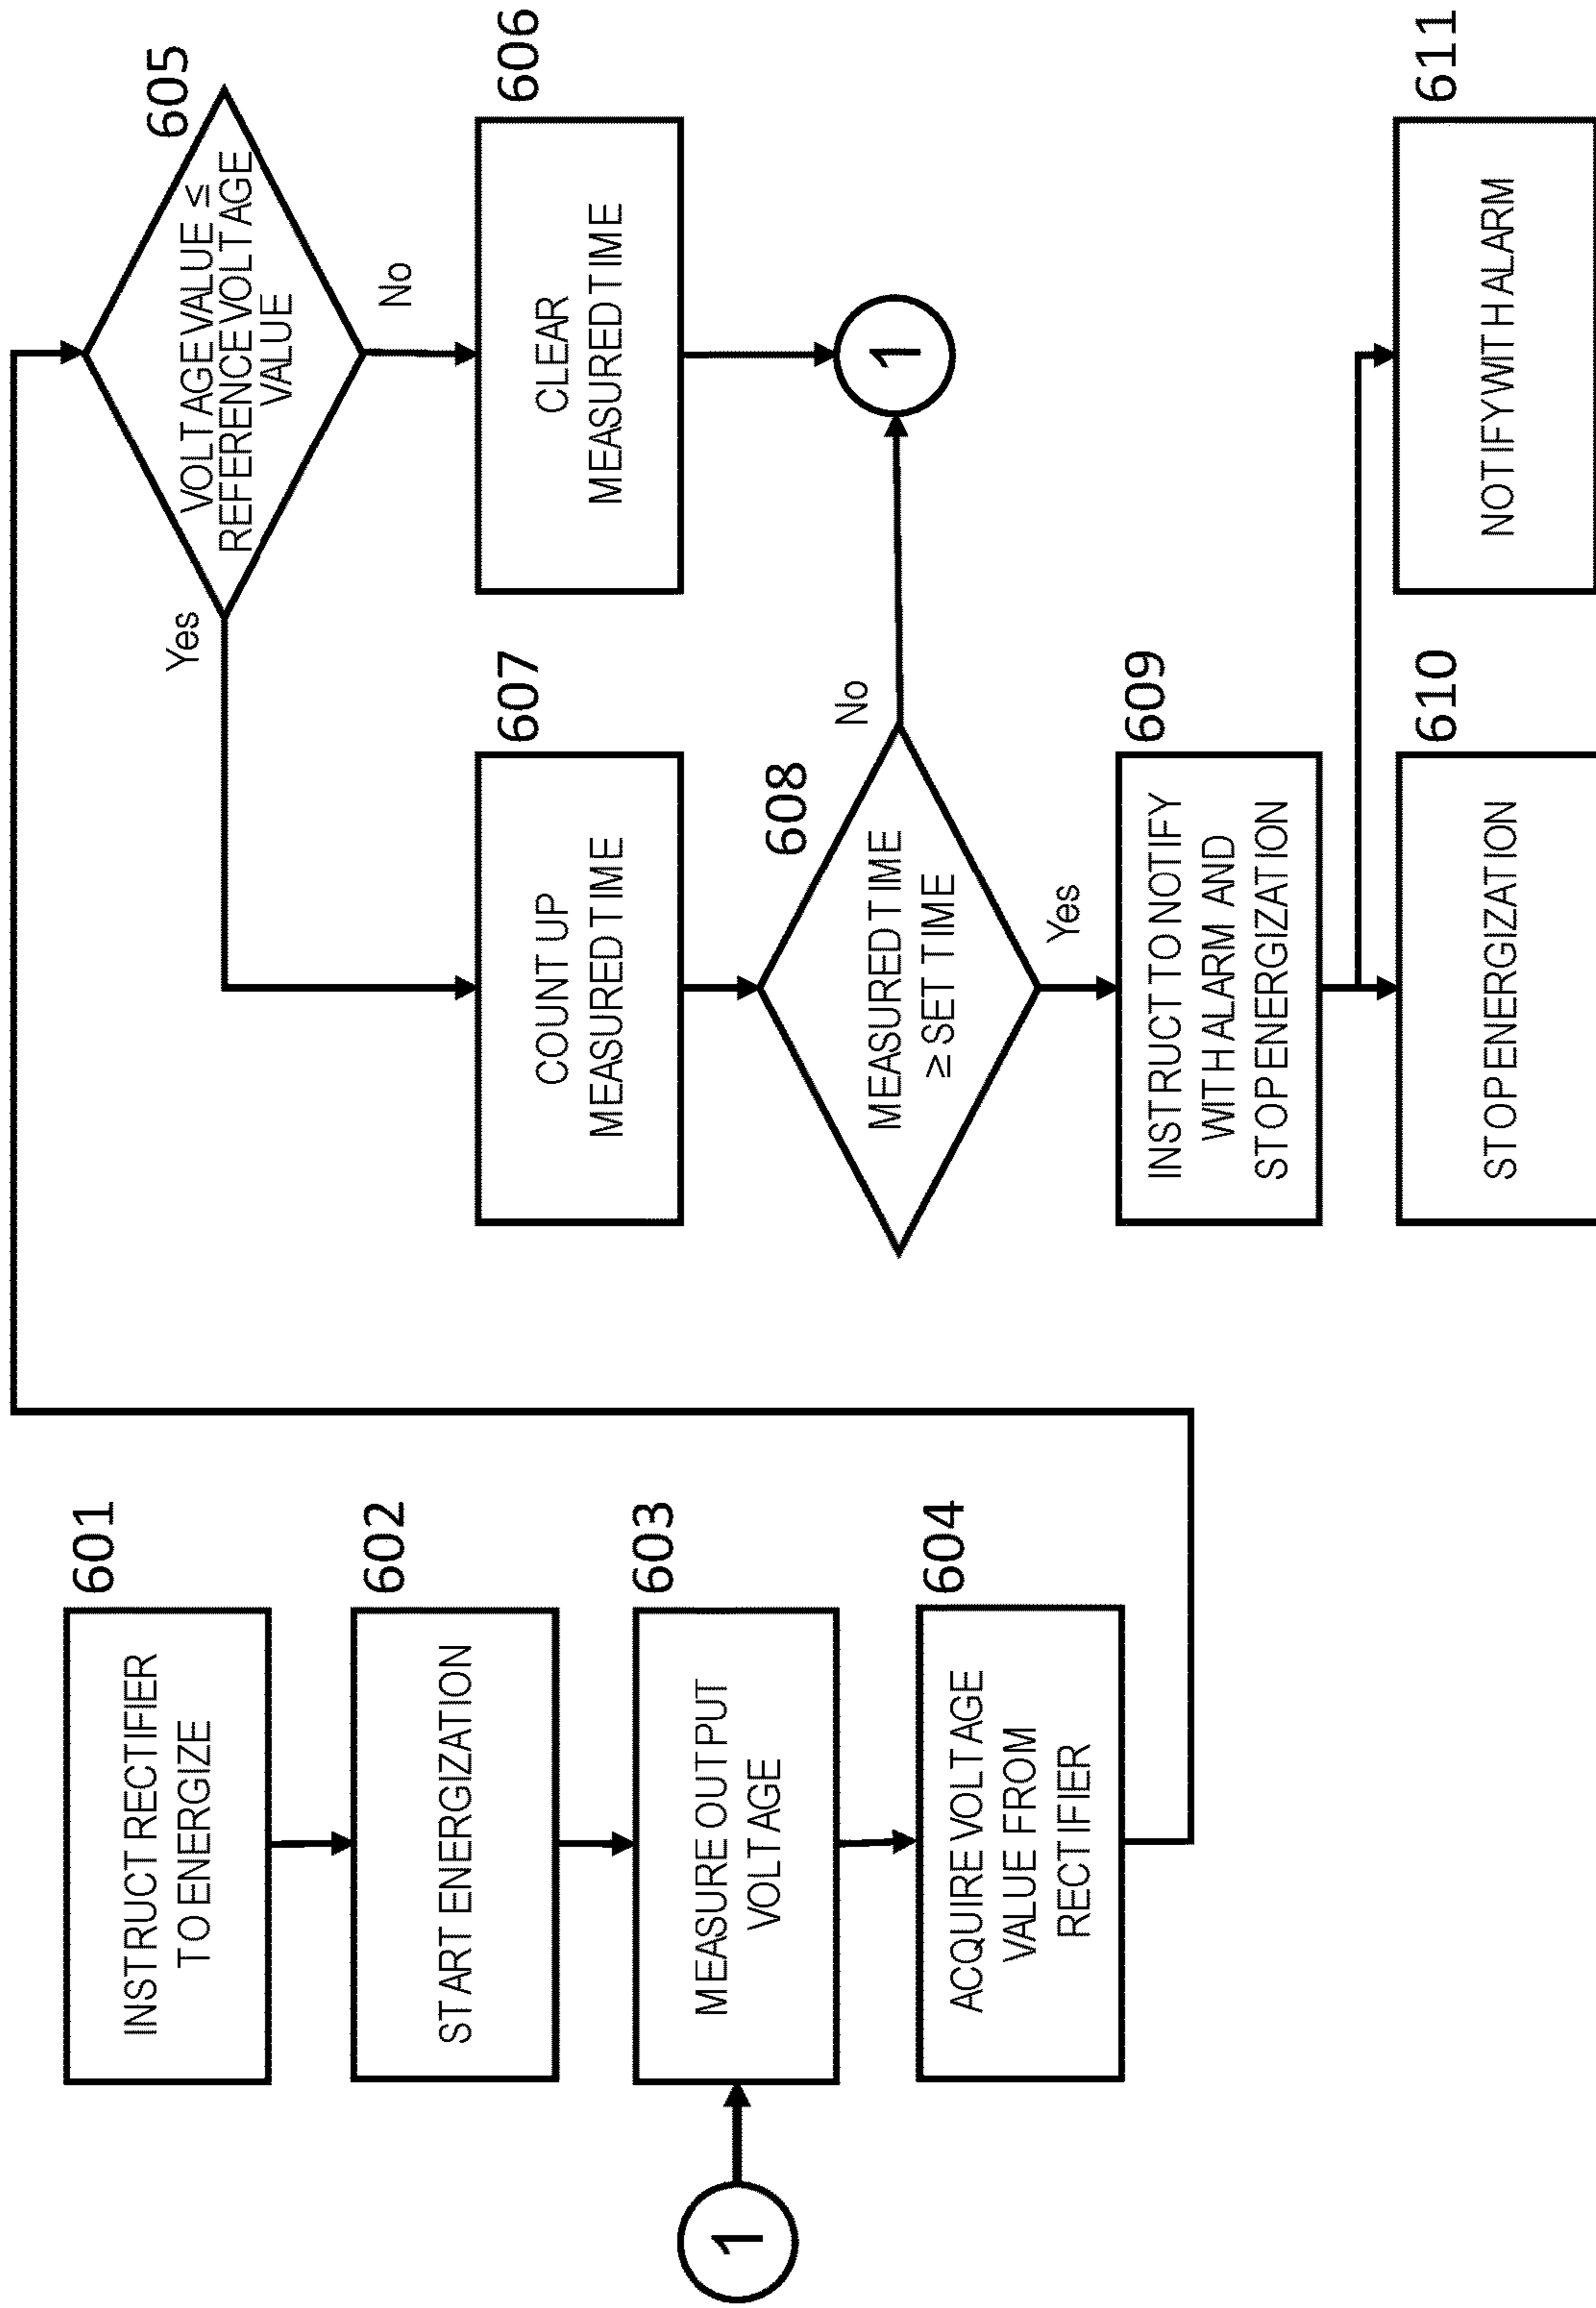 601
INSTRUCT RECTIFIER
TO ENERGIZE
602
START ENERGIZATION
603
MEASURE OUTPUT
VOLTAGE
1
604
ACQUIRE VOLTAGE
VALUE FROM
RECTIFIER
605
VOLTAGE VALUE ≤
REFERENCE VOLTAGE
VALUE
Yes
No
606
CLEAR
MEASURED TIME
607
COUNT UP
MEASURED TIME
1
608
MEASURED TIME
≥ SET TIME
No
Yes
609
INSTRUCT TO NOTIFY
WITH ALARM AND
STOP ENERGIZATION
610
STOP ENERGIZATION
611
NOTIFY WITH ALARM